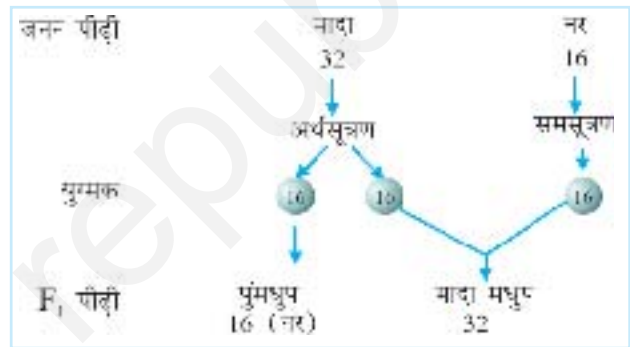 जनन पीढ़ी मादा नर
32 16
अर्धसूत्रण समसूत्रण
युग्मक 16 16 16
F₁ पीढ़ी पुंमधुप मादा मधुप
16 (नर) 32
repub